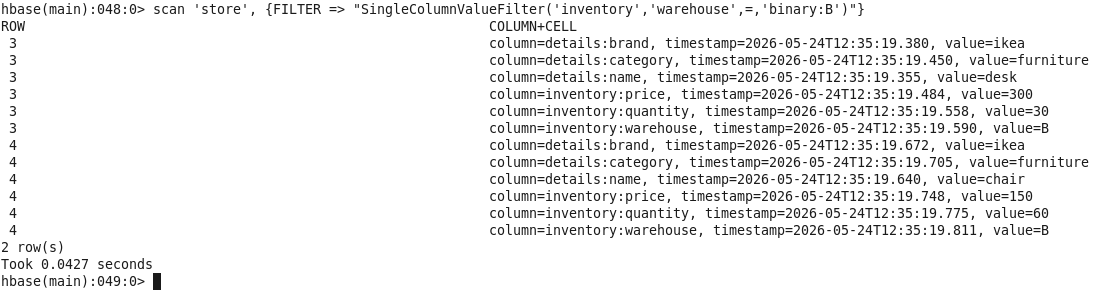 hbase(main):048:0> scan 'store', {FILTER => "SingleColumnValueFilter('inventory','warehouse',=,'binary:B')"}
ROW COLUMN+CELL
3 column=details:brand, timestamp=2026-05-24T12:35:19.380, value=ikea
3 column=details:category, timestamp=2026-05-24T12:35:19.450, value=furniture
3 column=details:name, timestamp=2026-05-24T12:35:19.355, value=desk
3 column=inventory:price, timestamp=2026-05-24T12:35:19.484, value=300
3 column=inventory:quantity, timestamp=2026-05-24T12:35:19.558, value=30
3 column=inventory:warehouse, timestamp=2026-05-24T12:35:19.590, value=B
4 column=details:brand, timestamp=2026-05-24T12:35:19.672, value=ikea
4 column=details:category, timestamp=2026-05-24T12:35:19.705, value=furniture
4 column=details:name, timestamp=2026-05-24T12:35:19.640, value=chair
4 column=inventory:price, timestamp=2026-05-24T12:35:19.748, value=150
4 column=inventory:quantity, timestamp=2026-05-24T12:35:19.775, value=60
4 column=inventory:warehouse, timestamp=2026-05-24T12:35:19.811, value=B
2 row(s)
Took 0.0427 seconds
hbase(main):049:0>